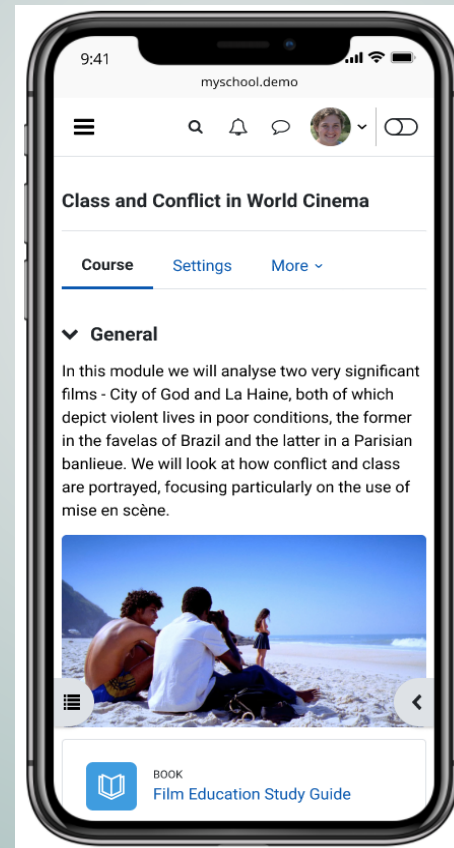 9:41
myschool.demo
Class and Conflict in World Cinema
Course Settings More
General
In this module we will analyse two very significant
films - City of God and La Haine, both of which
depict violent lives in poor conditions, the former
in the favelas of Brazil and the latter in a Parisian
banlieue. We will look at how conflict and class
are portrayed, focusing particularly on the use of
mise en scène.
BOOK
Film Education Study Guide